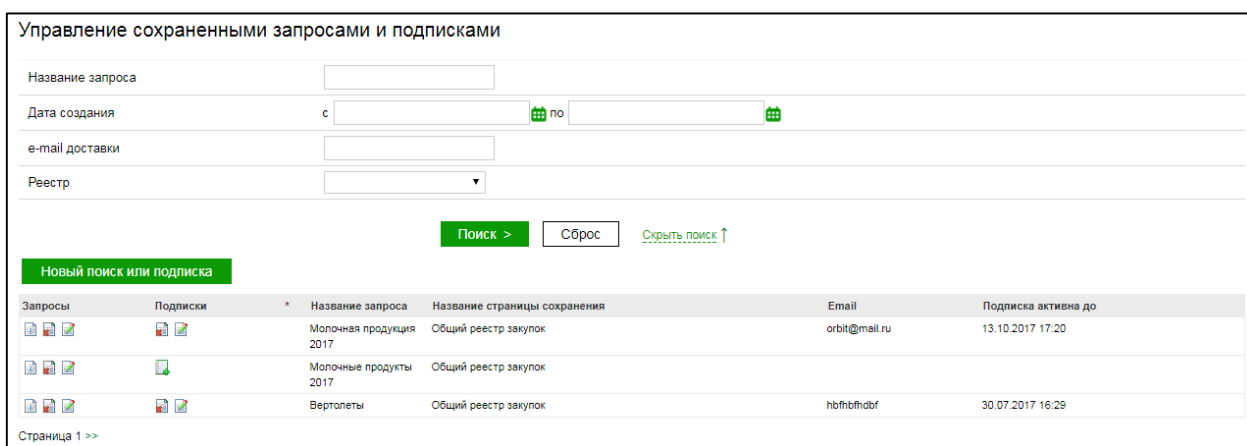 Управление сохраненными запросами и подписками
Название запроса
Дата создания с по
e-mail доставки
Реестр
Поиск > Сброс Скрыть поиск ↑
Новый поиск или подписка
Запросы Подписки * Название запроса Название страницы сохранения Email Подписка активна до
Молочная продукция Общий реестр закупок orbit@mail.ru 13.10.2017 17:20
2017
Молочные продукты Общий реестр закупок
2017
Вертолеты Общий реестр закупок hbfhbfhdbf 30.07.2017 16:29
Страница 1 >>